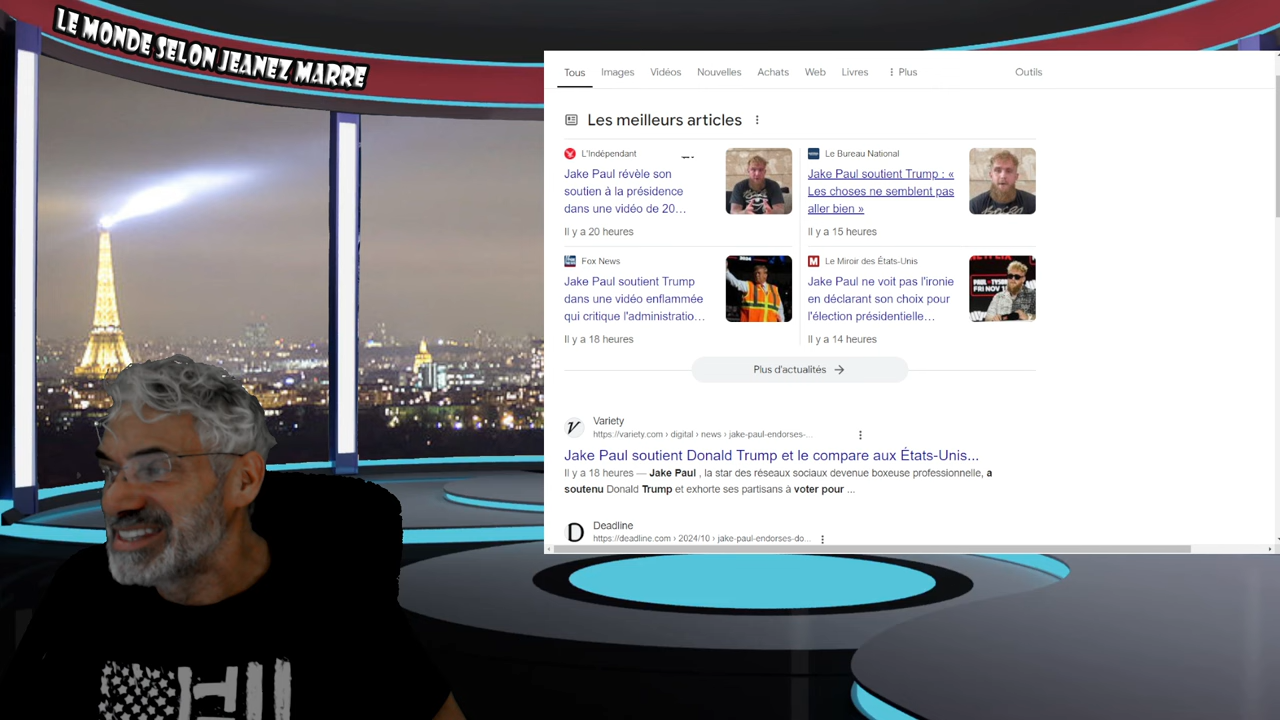 LE MONDE SELON JEANEZ MARRE
Tous
Images
Vidéos
Nouvelles
Achats
Web
Livres
Plus
Outils
Les meilleurs articles
L'Indépendant
Jake Paul révèle son
soutien à la présidence
dans une vidéo de 20…
Il y a 20 heures
Le Bureau National
Jake Paul soutient Trump : «
Les choses ne semblent pas
aller bien »
Il y a 15 heures
Fox News
Jake Paul soutient Trump
dans une vidéo enflammée
qui critique l'administratio…
Il y a 18 heures
Le Miroir des États-Unis
Jake Paul ne voit pas l'ironie
en déclarant son choix pour
l'élection présidentielle…
Il y a 14 heures
Plus d'actualités
Variety
https://variety.com › digital › news › jake-paul-endorses-...
Jake Paul soutient Donald Trump et le compare aux États-Unis...
Il y a 18 heures — Jake Paul , la star des réseaux sociaux devenue boxeuse professionnelle, a
soutenu Donald Trump et exhorte ses partisans à voter pour ...
D
Deadline
https://deadline.com › 2024/10 › jake-paul-endorses-do...